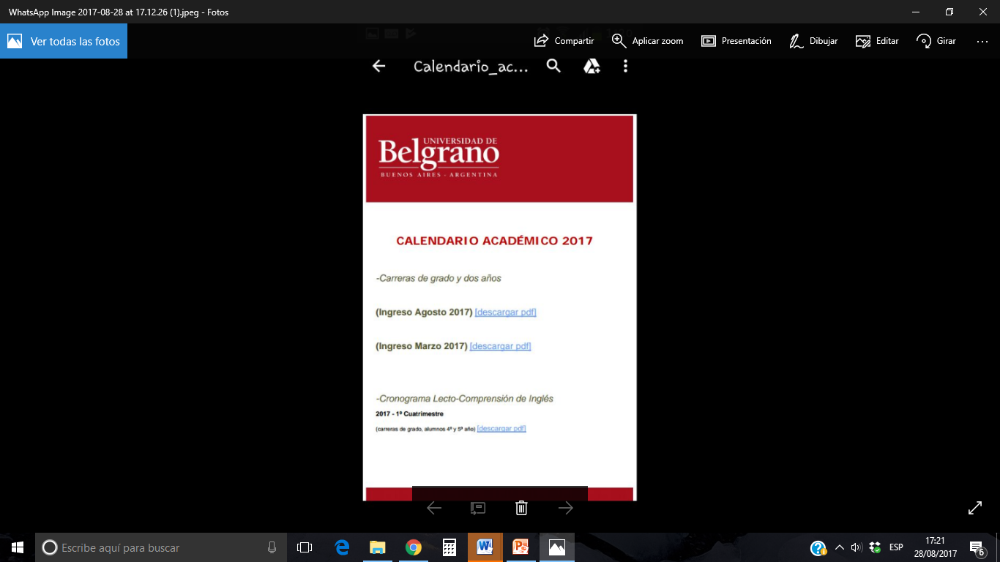 WhatsApp Image 2017-08-28 at 17.12.26 (1).jpeg - Fotos
Ver todas las fotos
Compartir
Aplicar zoom
Presentación
Dibujar
Editar
Girar
Calendario_ac...
UNIVERSIDAD DE
Belgrano
BUENOS AIRES - ARGENTINA
CALENDARIO ACADÉMICO 2017
-Carreras de grado y dos años
(Ingreso Agosto 2017) [descargar pdf]
(Ingreso Marzo 2017) [descargar pdf]
-Cronograma Lecto-Comprensión de Inglés
2017 - 1º Cuatrimestre
(carreras de grado, alumnos 4º y 5º año) [descargar pdf]
Escribe aquí para buscar
ESP
17:21
28/08/2017
6